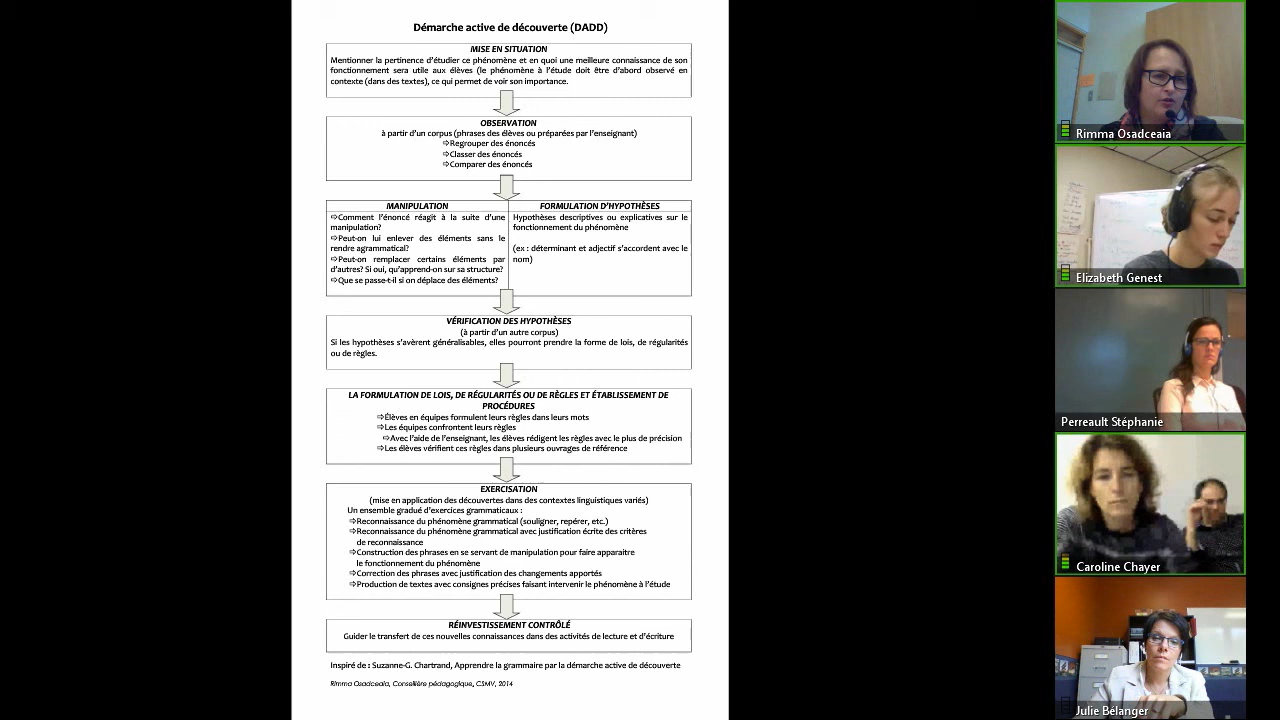 Démarche active de découverte (DADD)
MISE EN SITUATION
Mentionner la pertinence d'étudier ce phénomène et en quoi une meilleure connaissance de son
fonctionnement sera utile aux élèves (le phénomène à l'étude doit être d'abord observé en
contexte (dans des textes), ce qui permet de voir son importance.
OBSERVATION
à partir d'un corpus (phrases des élèves ou préparées par l'enseignant)
⇨Regrouper des énoncés
⇨Classer des énoncés
⇨Comparer des énoncés
MANIPULATION
⇨Comment l'énoncé réagit à la suite d'une
manipulation?
⇨Peut-on lui enlever des éléments sans le
rendre agrammatical?
⇨Peut-on remplacer certains éléments par
d'autres? Si oui, qu'apprend-on sur sa structure?
⇨Que se passe-t-il si on déplace des éléments?
FORMULATION D'HYPOTHÈSES
Hypothèses descriptives ou explicatives sur le
fonctionnement du phénomène
(ex : déterminant et adjectif s'accordent avec le
nom)
VÉRIFICATION DES HYPOTHÈSES
(à partir d'un autre corpus)
Si les hypothèses s'avèrent généralisables, elles pourront prendre la forme de lois, de régularités
ou de règles.
LA FORMULATION DE LOIS, DE RÉGULARITÉS OU DE RÈGLES ET ÉTABLISSEMENT DE
PROCÉDURES
⇨Élèves en équipes formulent leurs règles dans leurs mots
⇨Les équipes confrontent leurs règles
⇨Avec l'aide de l'enseignant, les élèves rédigent les règles avec le plus de précision
⇨Les élèves vérifient ces règles dans plusieurs ouvrages de référence
EXERCISATION
(mise en application des découvertes dans des contextes linguistiques variés)
Un ensemble gradué d'exercices grammaticaux :
⇨Reconnaissance du phénomène grammatical (souligner, repérer, etc.)
⇨Reconnaissance du phénomène grammatical avec justification écrite des critères
de reconnaissance
⇨Construction des phrases en se servant de manipulation pour faire apparaitre
le fonctionnement du phénomène
⇨Correction des phrases avec justification des changements apportés
⇨Production de textes avec consignes précises faisant intervenir le phénomène à l'étude
RÉINVESTISSEMENT CONTRÔLÉ
Guider le transfert de ces nouvelles connaissances dans des activités de lecture et d'écriture
Inspiré de : Suzanne-G. Chartrand, Apprendre la grammaire par la démarche active de découverte
Rimma Osadceaia, Conseillère pédagogique, CSMV, 2014
Rimma Osadceaia
Elizabeth Genest
Perreault Stéphanie
Caroline Chayer
Julie Bélanger